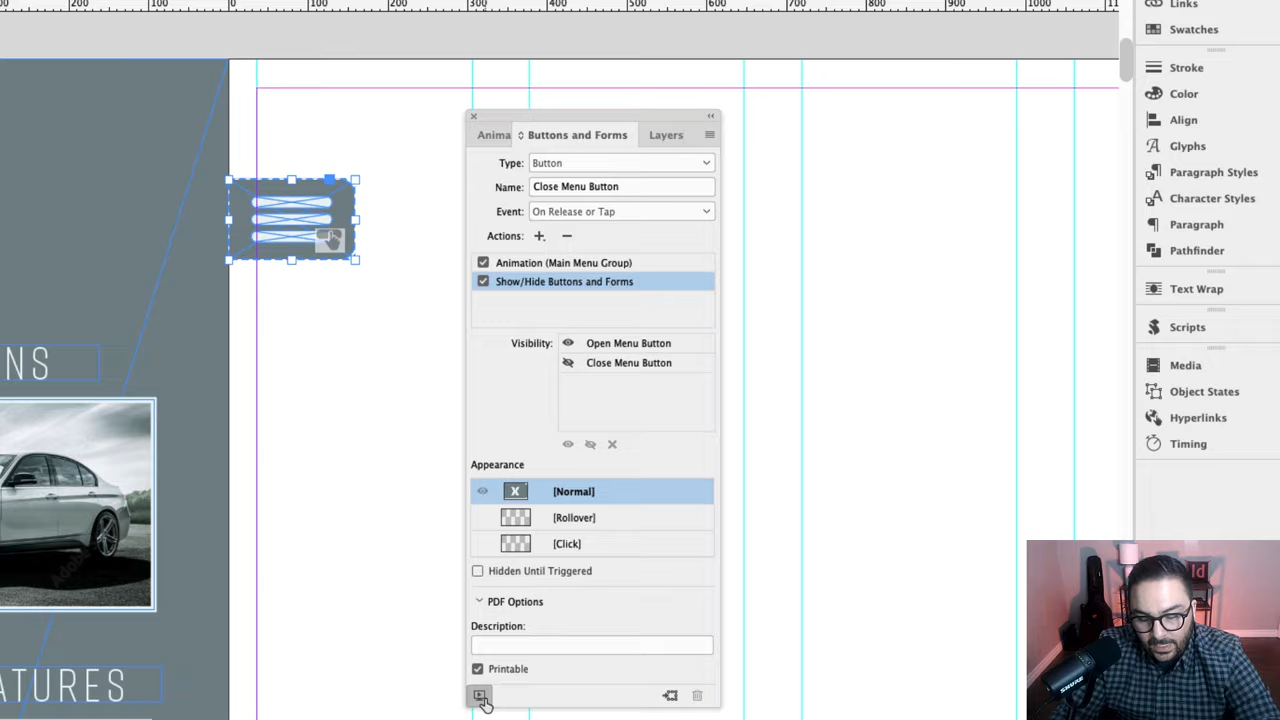 200
100
0
100
200
300
400
500
600
700
800
900
1000
Links
Swatches
Stroke
Color
Align
Glyphs
Paragraph Styles
Character Styles
Paragraph
Pathfinder
Text Wrap
Scripts
Media
Object States
Hyperlinks
Timing
Anima
Buttons and Forms
Layers
Type: Button
Name: Close Menu Button
Event: On Release or Tap
Actions:
Animation (Main Menu Group)
Show/Hide Buttons and Forms
Visibility:
Open Menu Button
Close Menu Button
Appearance
X [Normal]
[Rollover]
[Click]
Hidden Until Triggered
PDF Options
Description:
Printable
NS
ATURES
Id
SHURE